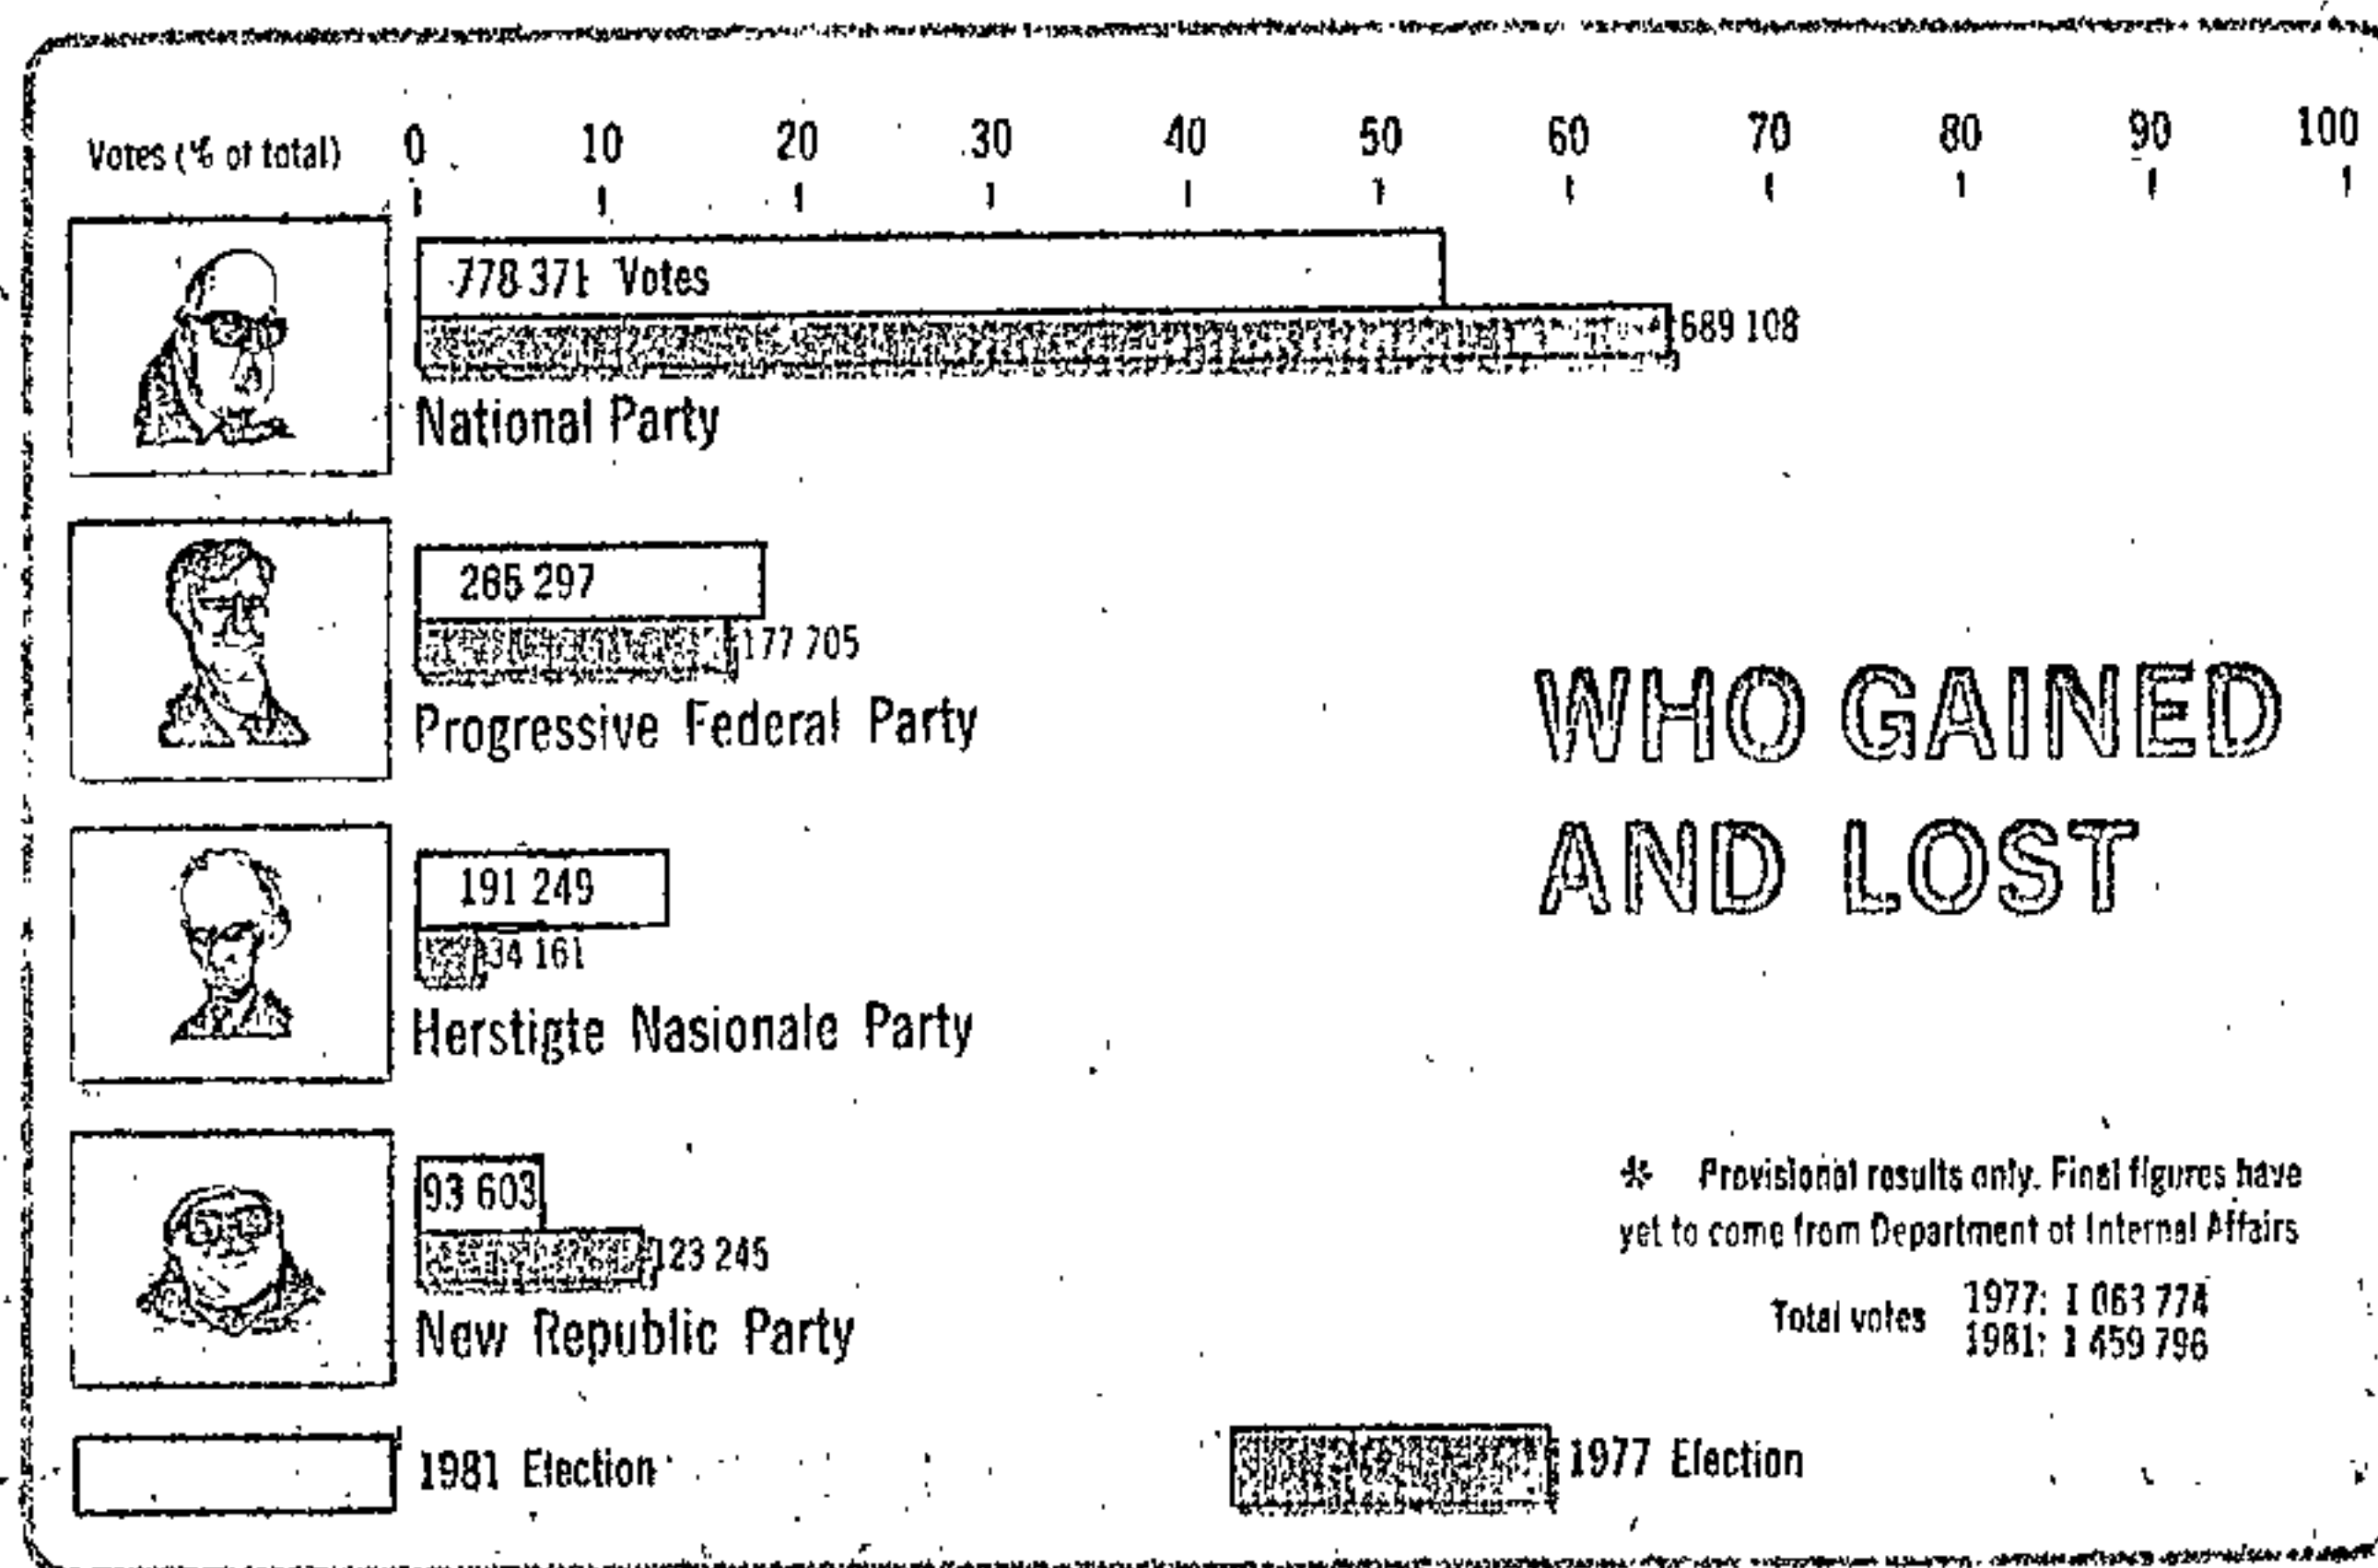 Votes (% of total) 0 10 20 30 40 50 60 70 80 90 100
778 371 Votes
689 108
National Party
265 297
177 705
Progressive Federal Party
191 249
34 161
Herstigte Nasionale Party
93 603
123 245
New Republic Party
WHO GAINED
AND LOST
* Provisional results only. Final figures have
yet to come from Department of Internal Affairs
Total votes
1977: 1 063 774
1981: 1 459 796
1981 Election
1977 Election